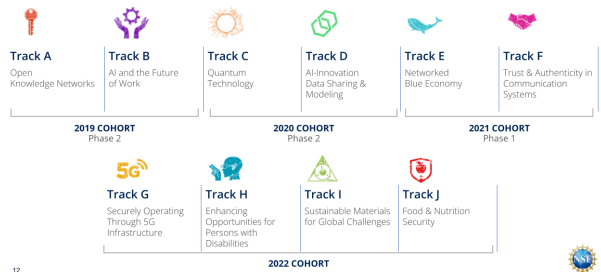 Track A
Open
Knowledge Networks
Track B
AI and the Future
of Work
Track C
Quantum
Technology
Track D
AI-Innovation
Data Sharing &
Modeling
Track E
Networked
Blue Economy
Track F
Trust & Authenticity in
Communication
Systems
2019 COHORT
Phase 2
2020 COHORT
Phase 2
2021 COHORT
Phase 1
5G
Track G
Securely Operating
Through 5G
Infrastructure
Track H
Enhancing
Opportunities for
Persons with
Disabilities
Track I
Sustainable Materials
for Global Challenges
Track J
Food & Nutrition
Security
2022 COHORT
12
NSF